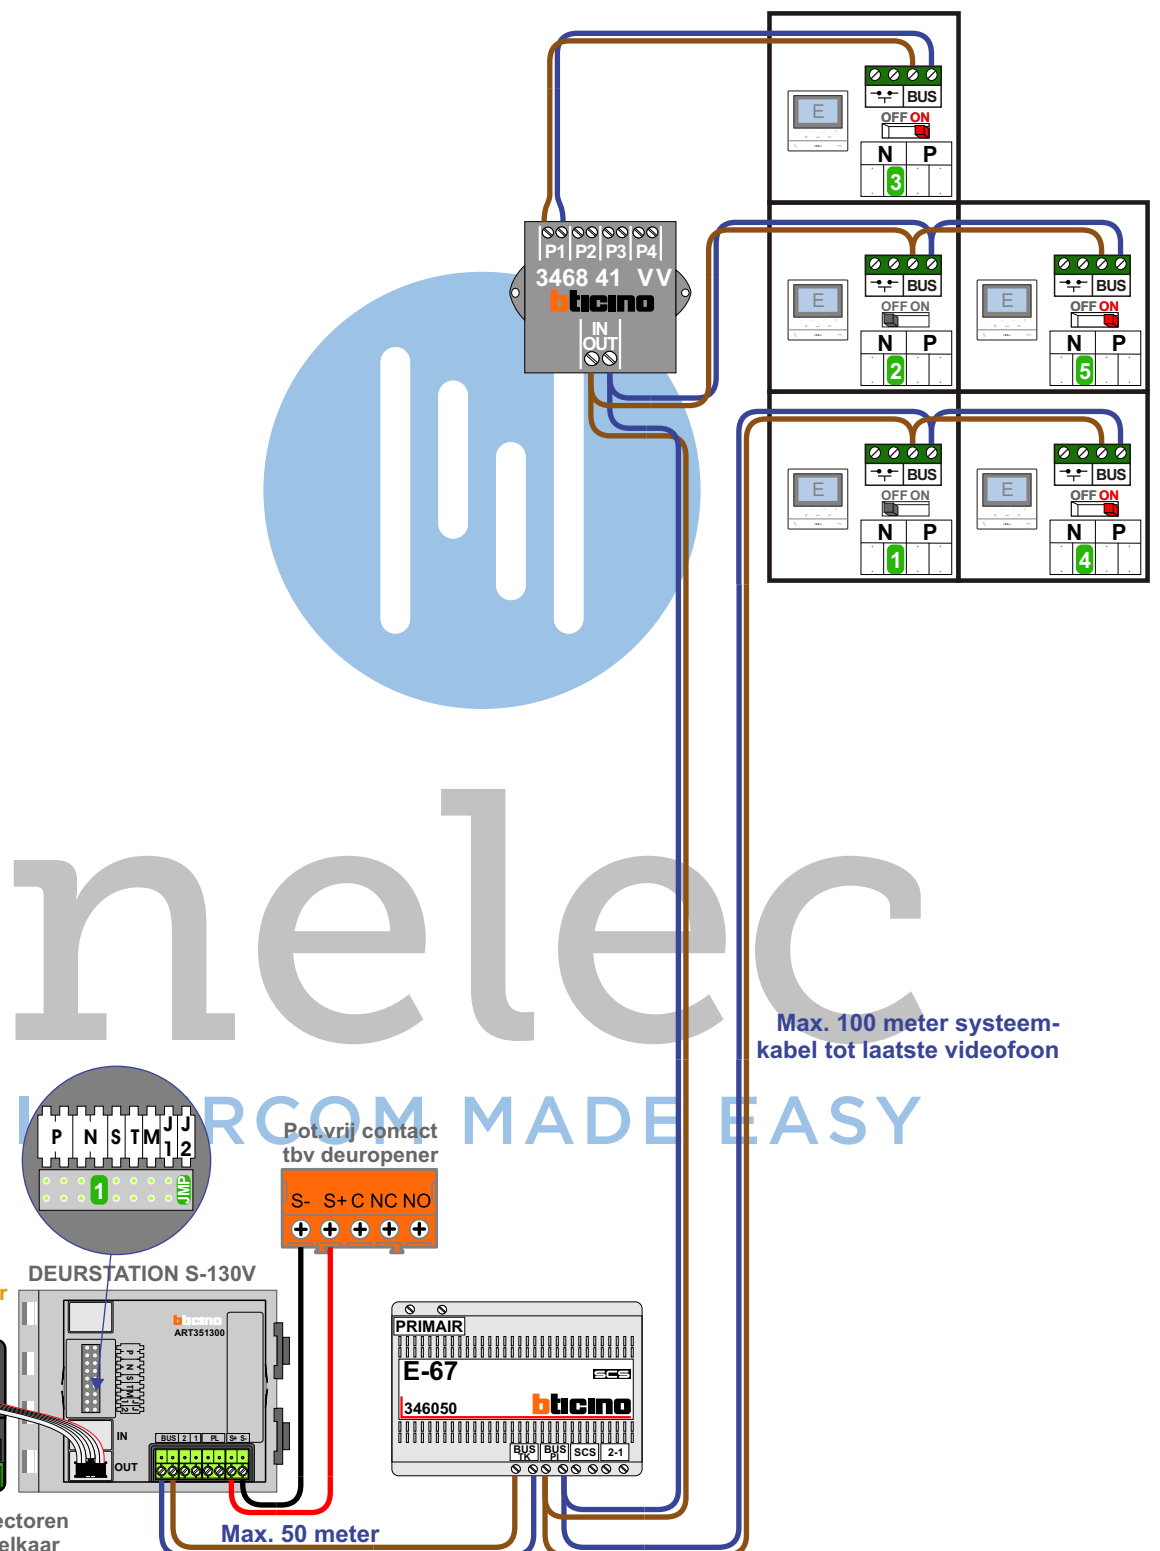 BUS
OFF ON
N P
3
E
P1 P2 P3 P4
3468 41 VV
bticino
IN
OUT
E
BUS
OFF ON
N P
2
E
BUS
OFF ON
N P
5
E
BUS
OFF ON
N P
1
E
BUS
OFF ON
N P
4
nelec
Max. 100 meter systeem-
kabel tot laatste videofoon
RCOM MADE EASY
P N S T M J1 J2
1 JMP
Pot.vrij contact
tbv deuropener
S- S+ C NC NO
DEURSTATION S-130V
r
bticino
ART351300
P N S T M J1 J2
IN
OUT
BUS 2 1 PL S+ S-
PRIMAIR
E-67
SCS
346050
bticino
BUS TK BUS PI SCS 2-1
ectoren
elkaar
Max. 50 meter